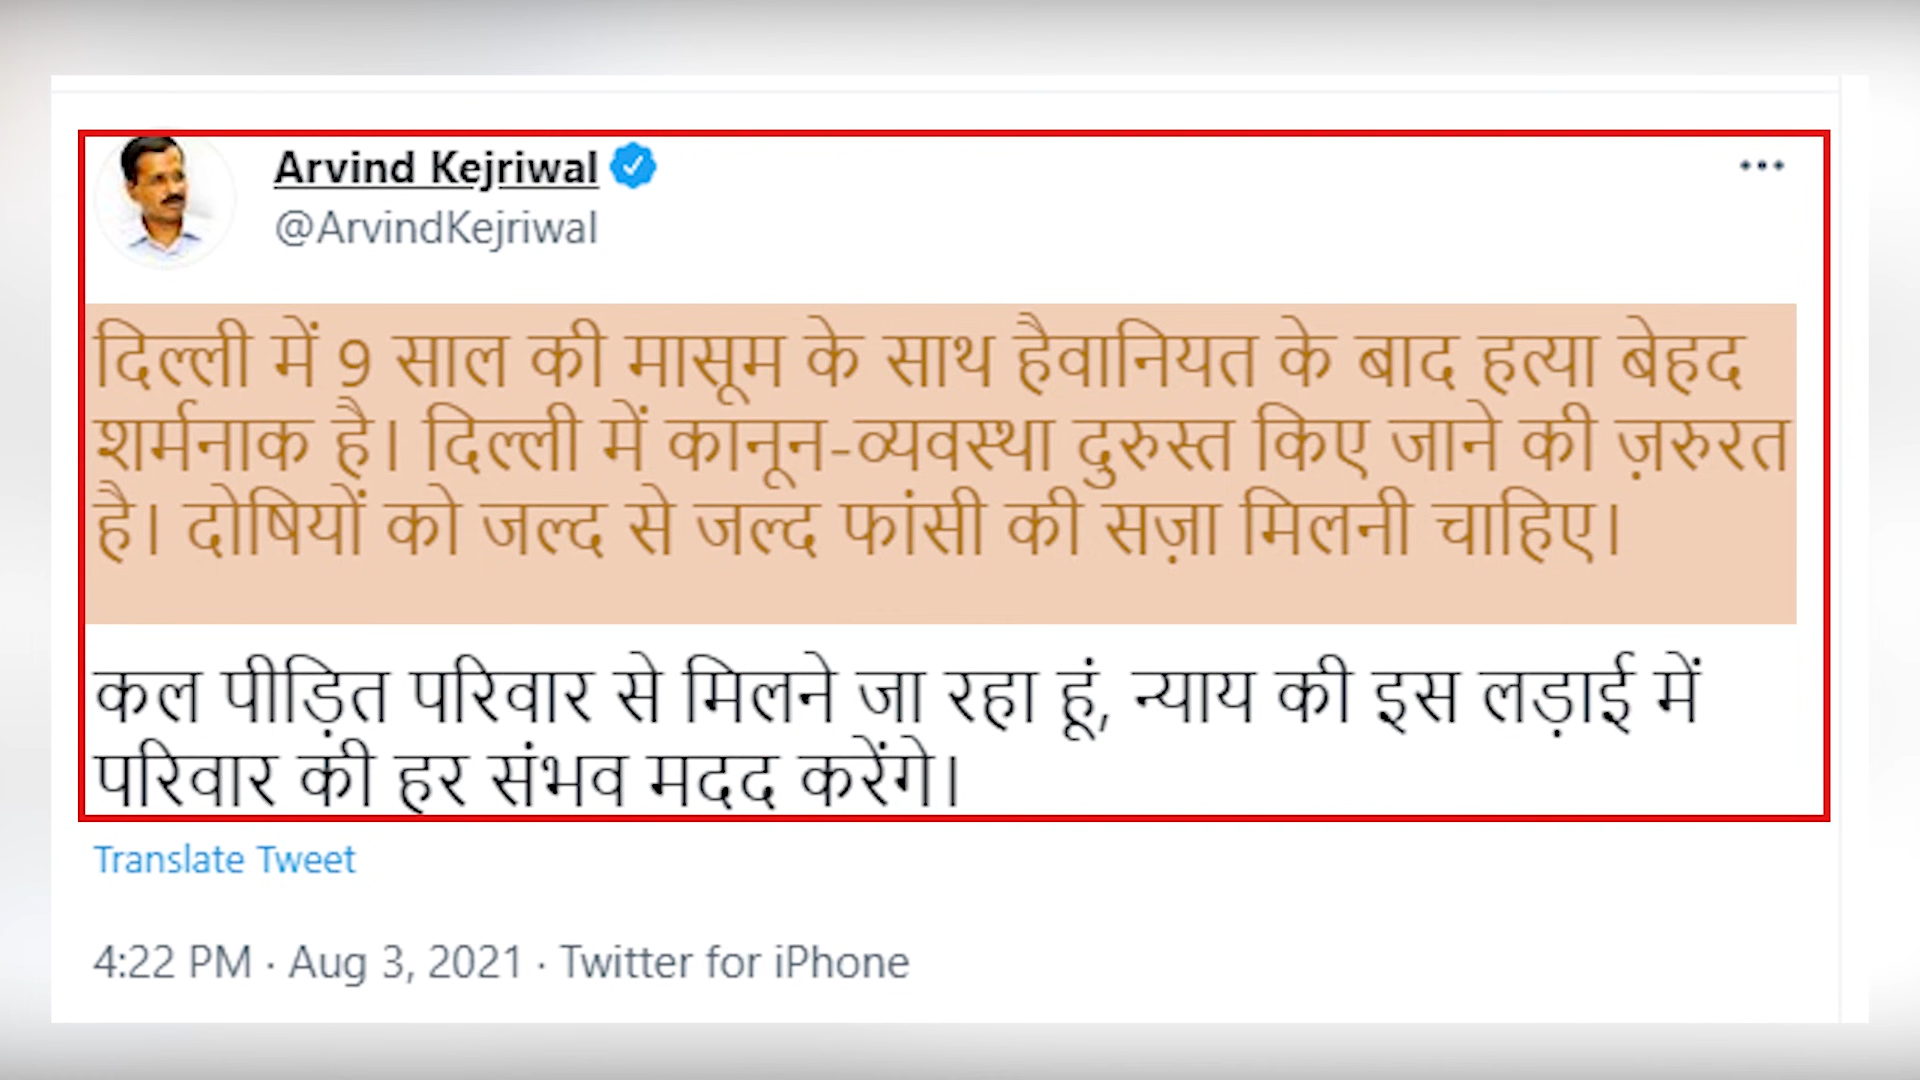 Arvind Kejriwal
@ArvindKejriwal
दिल्ली में 9 साल की मासूम के साथ हैवानियत के बाद हत्या बेहद
शर्मनाक है। दिल्ली में कानून-व्यवस्था दुरुस्त किए जाने की ज़रुरत
है। दोषियों को जल्द से जल्द फांसी की सज़ा मिलनी चाहिए।
कल पीड़ित परिवार से मिलने जा रहा हूं, न्याय की इस लड़ाई में
परिवार की हर संभव मदद करेंगे।
Translate Tweet
4:22 PM · Aug 3, 2021 · Twitter for iPhone